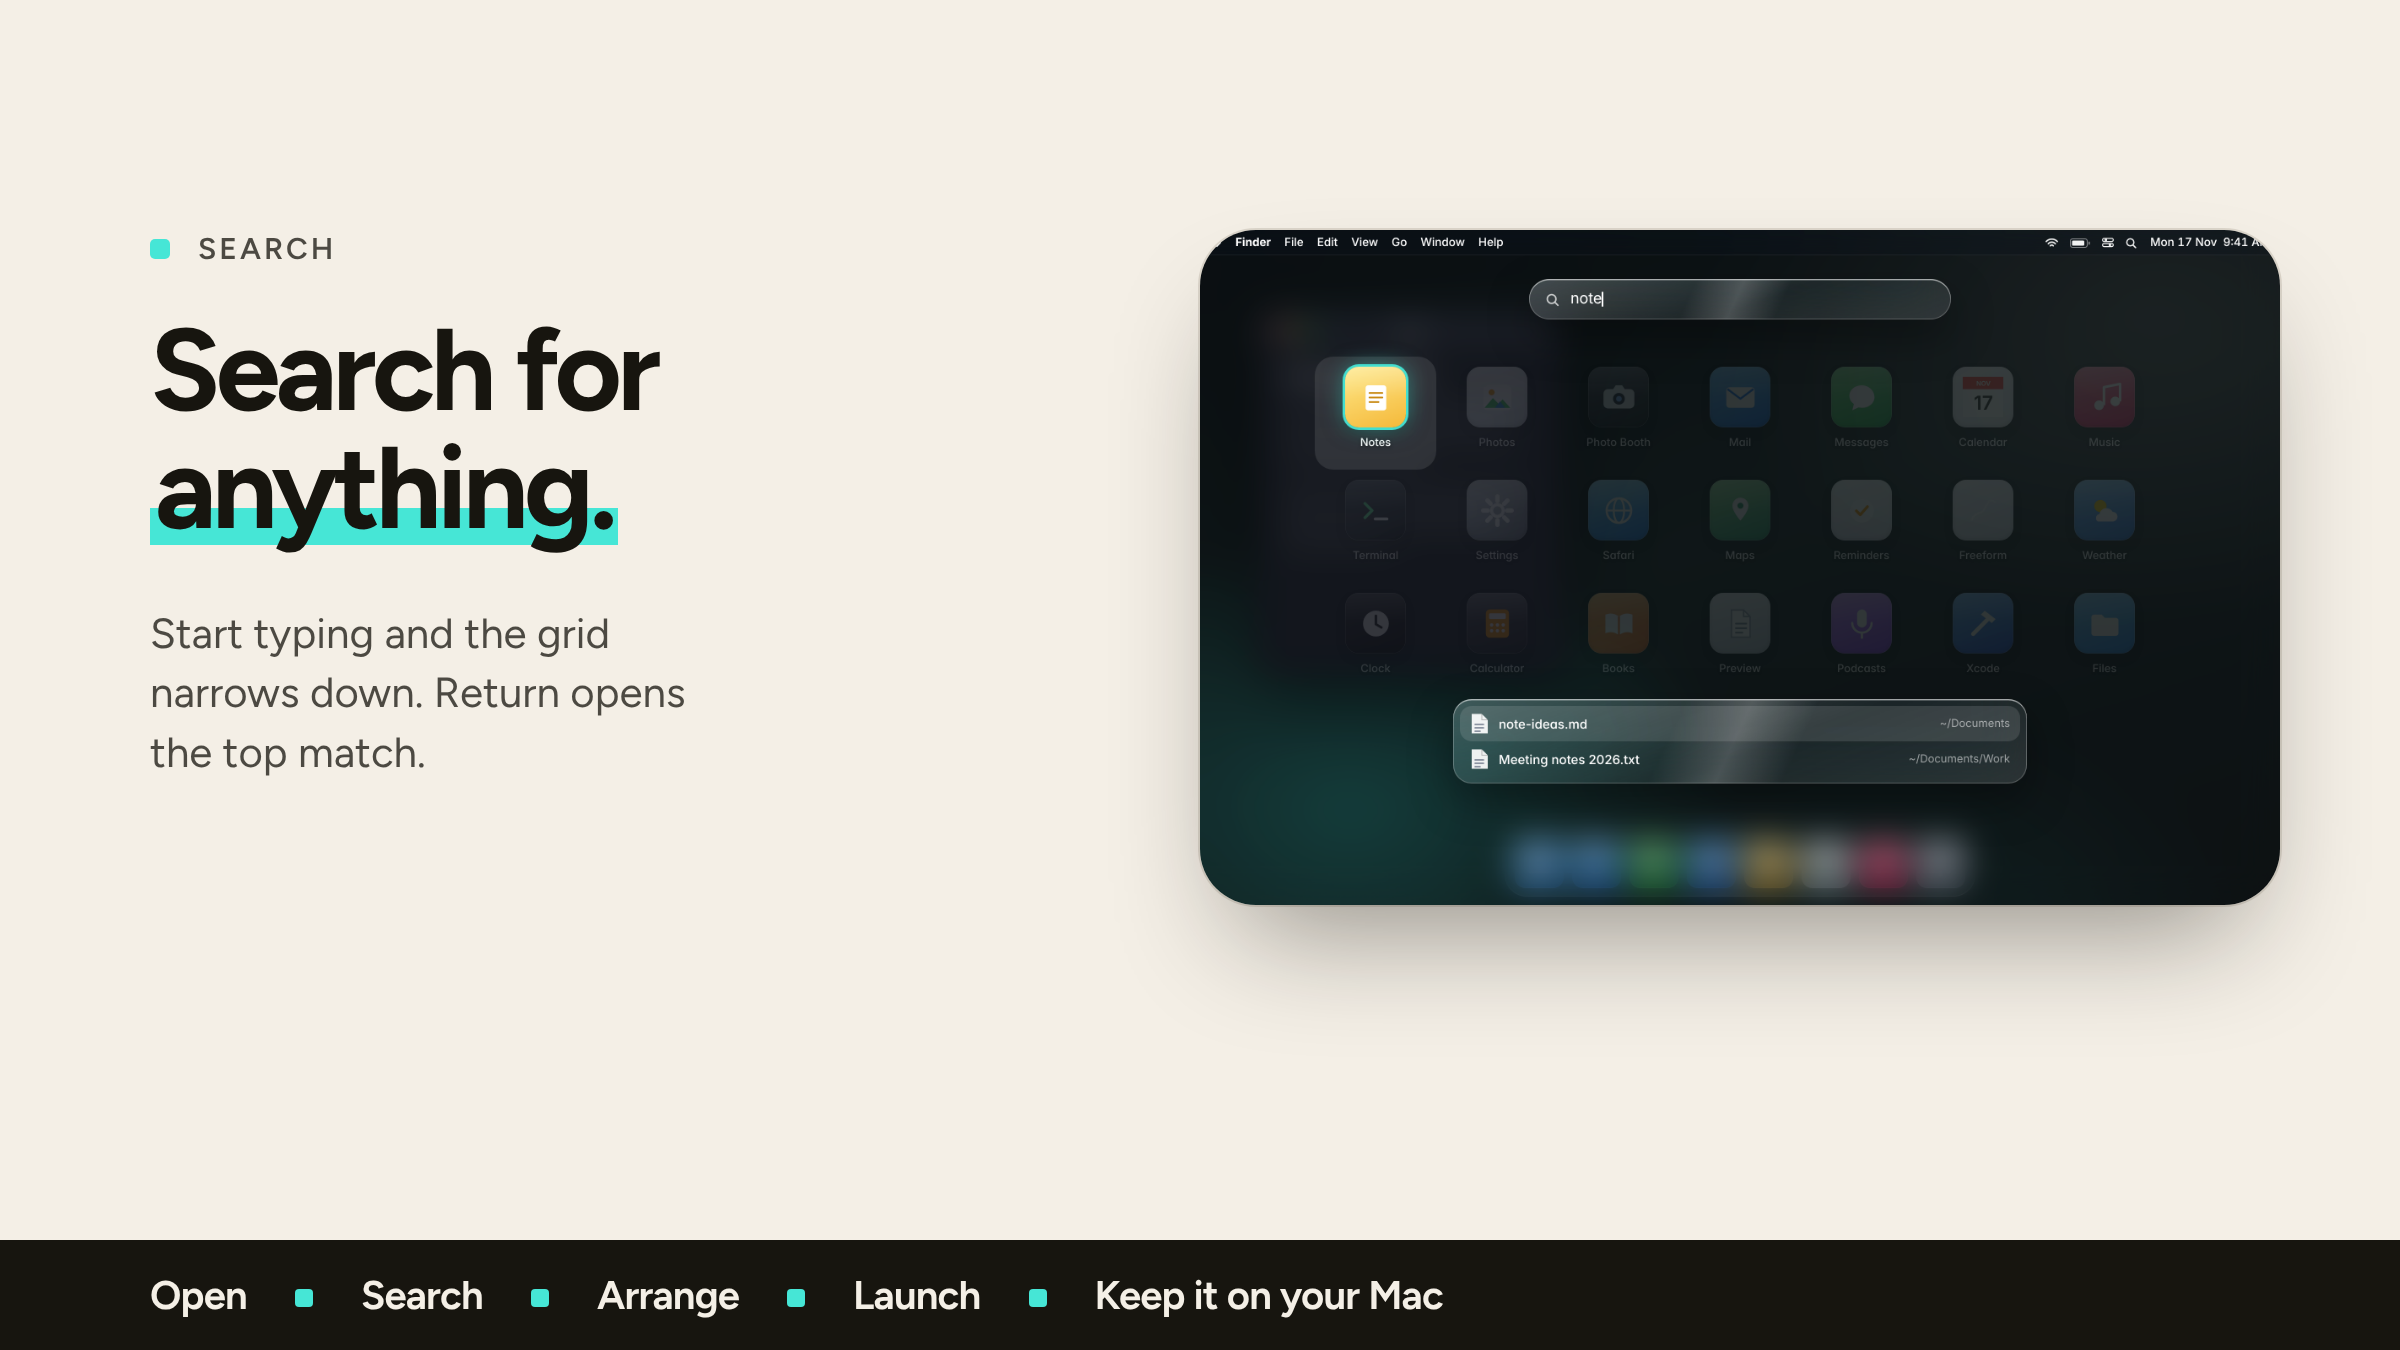 SEARCH
Search for
anything.
Start typing and the grid
narrows down. Return opens
the top match.
Finder File Edit View Go Window Help
Mon 17 Nov 9:41
note
Notes Photos Photo Booth Mail Messages Calendar Music
NOV
17
Terminal Settings Safari Maps Reminders Freeform Weather
Clock Calculator Books Preview Podcasts Xcode Files
note-ideas.md ~/Documents
Meeting notes 2026.txt ~/Documents/Work
Open Search Arrange Launch Keep it on your Mac